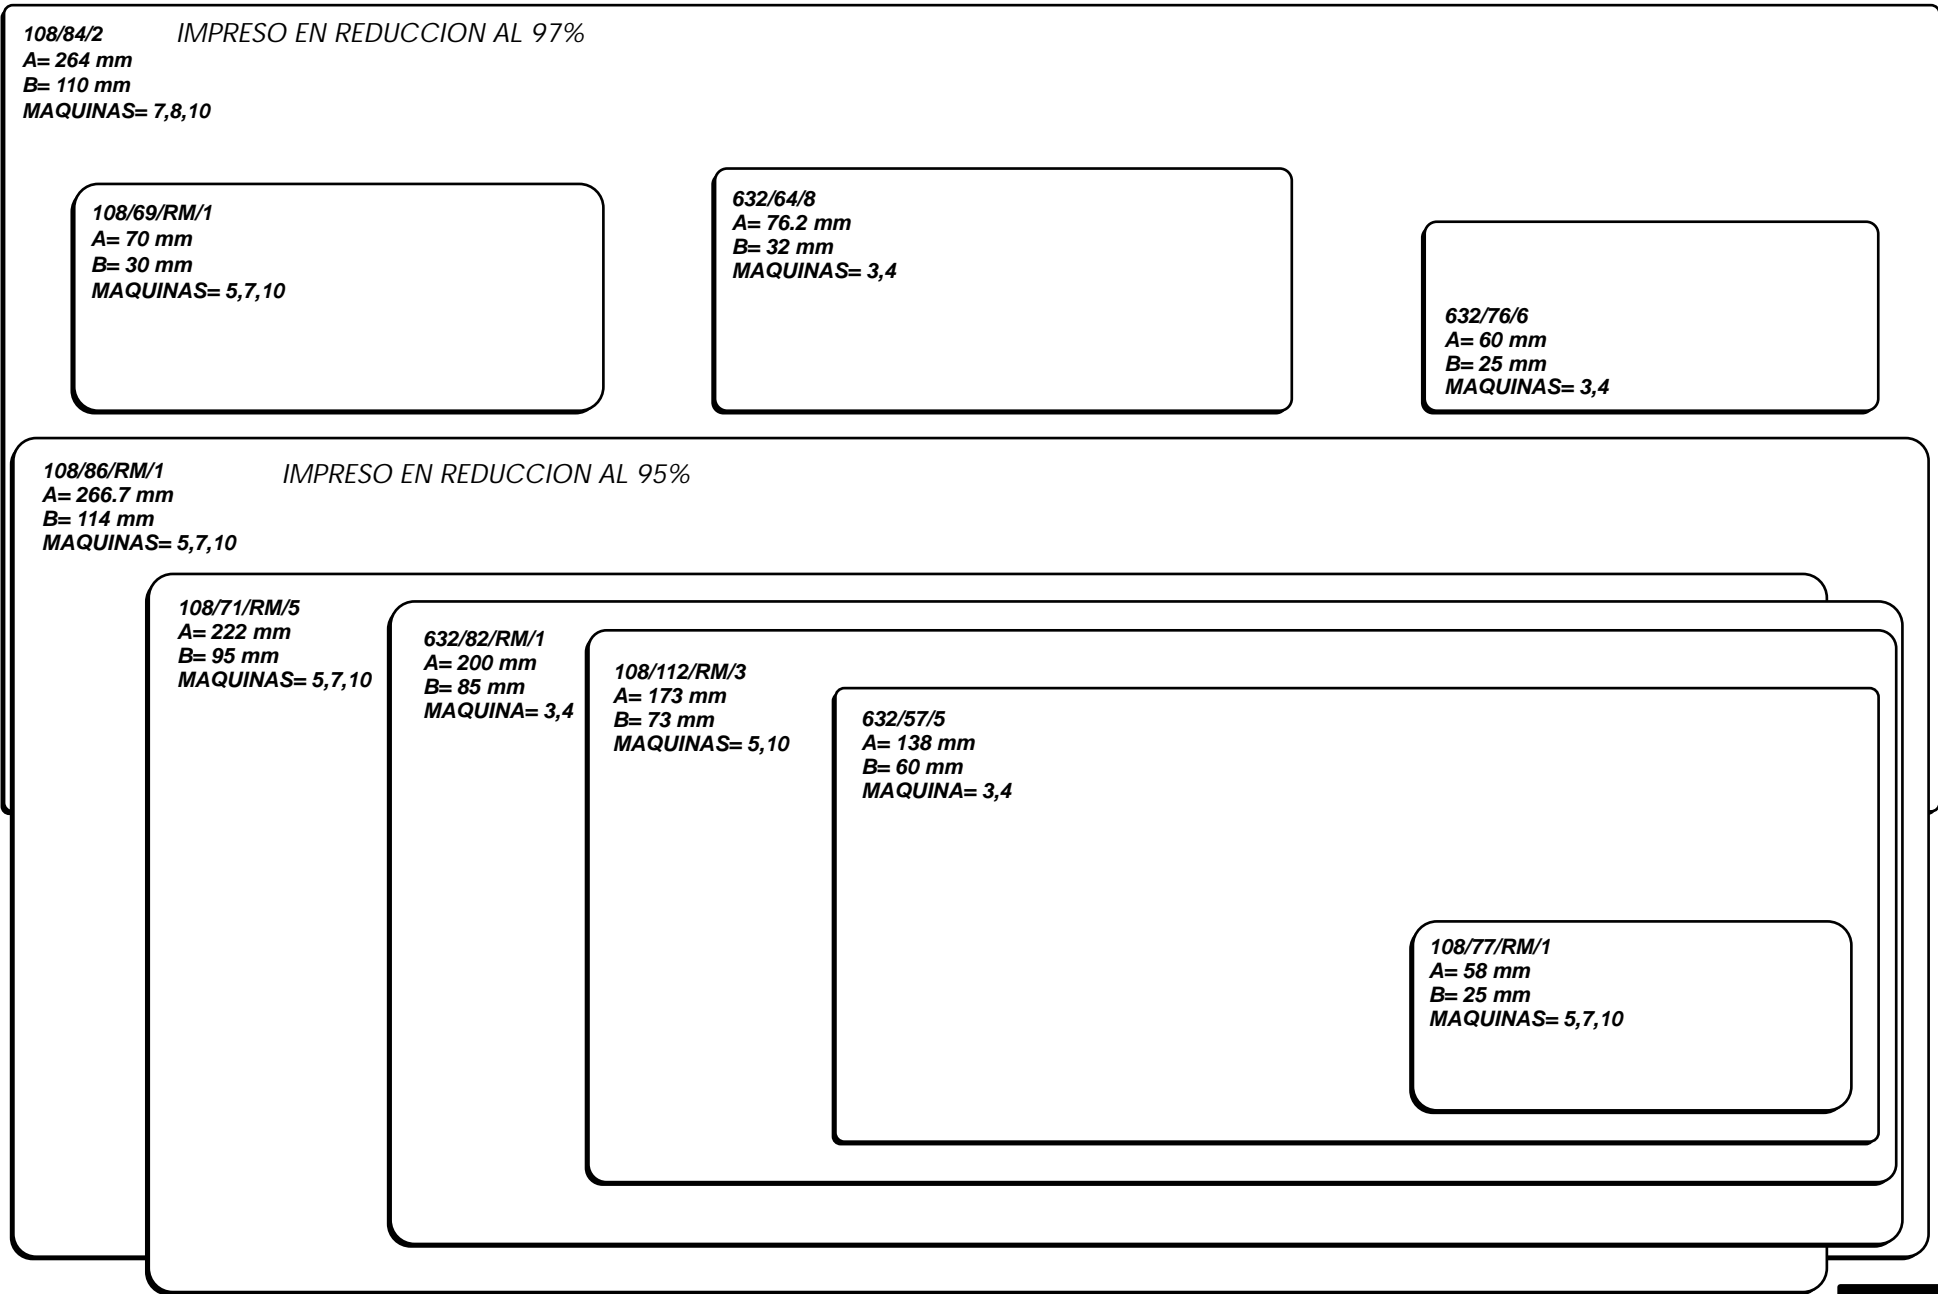 108/84/2 IMPRESO EN REDUCCION AL 97%
A= 264 mm
B= 110 mm
MAQUINAS= 7,8,10
108/69/RM/1
A= 70 mm
B= 30 mm
MAQUINAS= 5,7,10
632/64/8
A= 76.2 mm
B= 32 mm
MAQUINAS= 3,4
632/76/6
A= 60 mm
B= 25 mm
MAQUINAS= 3,4
108/86/RM/1 IMPRESO EN REDUCCION AL 95%
A= 266.7 mm
B= 114 mm
MAQUINAS= 5,7,10
108/71/RM/5
A= 222 mm
B= 95 mm
MAQUINAS= 5,7,10
632/82/RM/1
A= 200 mm
B= 85 mm
MAQUINA= 3,4
108/112/RM/3
A= 173 mm
B= 73 mm
MAQUINAS= 5,10
632/57/5
A= 138 mm
B= 60 mm
MAQUINA= 3,4
108/77/RM/1
A= 58 mm
B= 25 mm
MAQUINAS= 5,7,10